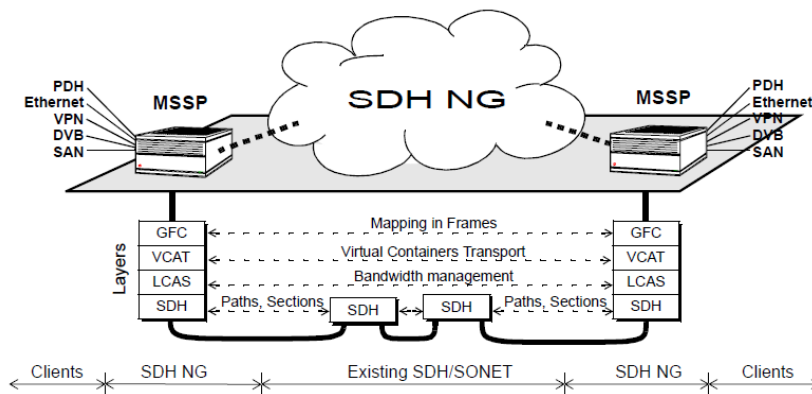 SDH NG
MSSP
PDH
Ethernet
VPN
DVB
SAN
MSSP
PDH
Ethernet
VPN
DVB
SAN
Layers
GFC
VCAT
LCAS
SDH
Mapping in Frames
Virtual Containers Transport
Bandwidth management
Paths, Sections
SDH
SDH
Paths, Sections
GFC
VCAT
LCAS
SDH
Clients
SDH NG
Existing SDH/SONET
SDH NG
Clients